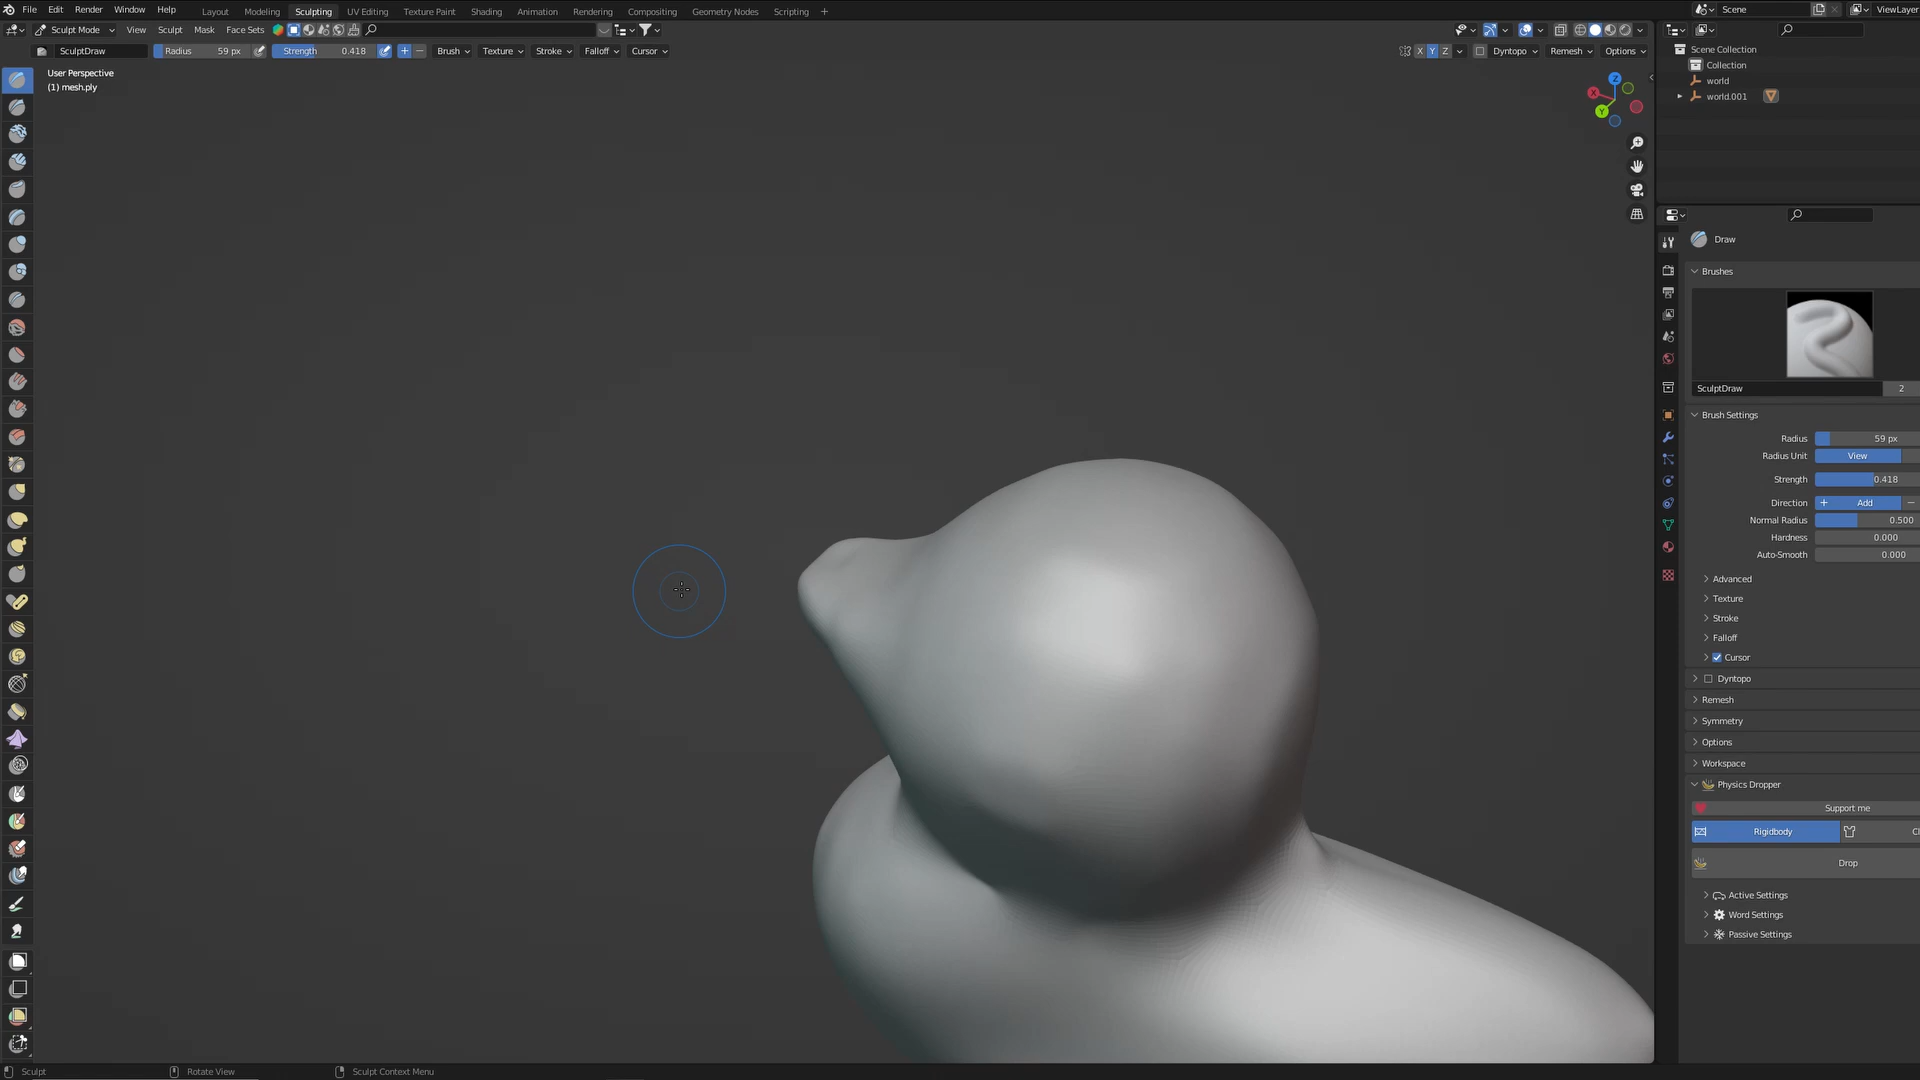 File Edit Render Window Help Layout Modeling Sculpting UV Editing Texture Paint Shading Animation Rendering Compositing Geometry Nodes Scripting + Scene ViewLayer
Sculpt Mode View Sculpt Mask Face Sets
SculptDraw Radius 59 px Strength 0.418 Brush Texture Stroke Falloff Cursor X Y Z Dyntopo Remesh Options
User Perspective
(1) mesh.ply
Z
X
Y
Scene Collection
Collection
world
world.001
Draw
Brushes
SculptDraw 2
Brush Settings
Radius 59 px
Radius Unit View
Strength 0.418
Direction + Add
Normal Radius 0.500
Hardness 0.000
Auto-Smooth 0.000
Advanced
Texture
Stroke
Falloff
Cursor
Dyntopo
Remesh
Symmetry
Options
Workspace
Physics Dropper
Support me
Rigidbody
Drop
Active Settings
Word Settings
Passive Settings
Sculpt Rotate View Sculpt Context Menu